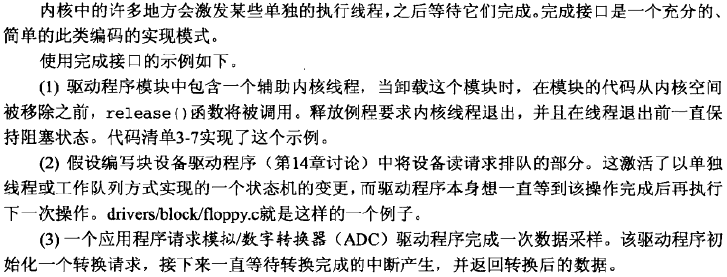 内核中的许多地方会激发某些单独的执行线程，之后等待它们完成。完成接口是一个充分的、
简单的此类编码的实现模式。
使用完成接口的示例如下。
(1) 驱动程序模块中包含一个辅助内核线程，当卸载这个模块时，在模块的代码从内核空间
被移除之前，release()函数将被调用。释放例程要求内核线程退出，并且在线程退出前一直保
持阻塞状态。代码清单3-7实现了这个示例。
(2) 假设编写块设备驱动程序（第14章讨论）中将设备读请求排队的部分。这激活了以单独
线程或工作队列方式实现的一个状态机的变更，而驱动程序本身想一直等到该操作完成后再执行
下一次操作。drivers/block/floppy.c就是这样的一个例子。
(3) 一个应用程序请求模拟/数字转换器（ADC）驱动程序完成一次数据采样。该驱动程序初
始化一个转换请求，接下来一直等待转换完成的中断产生，并返回转换后的数据。